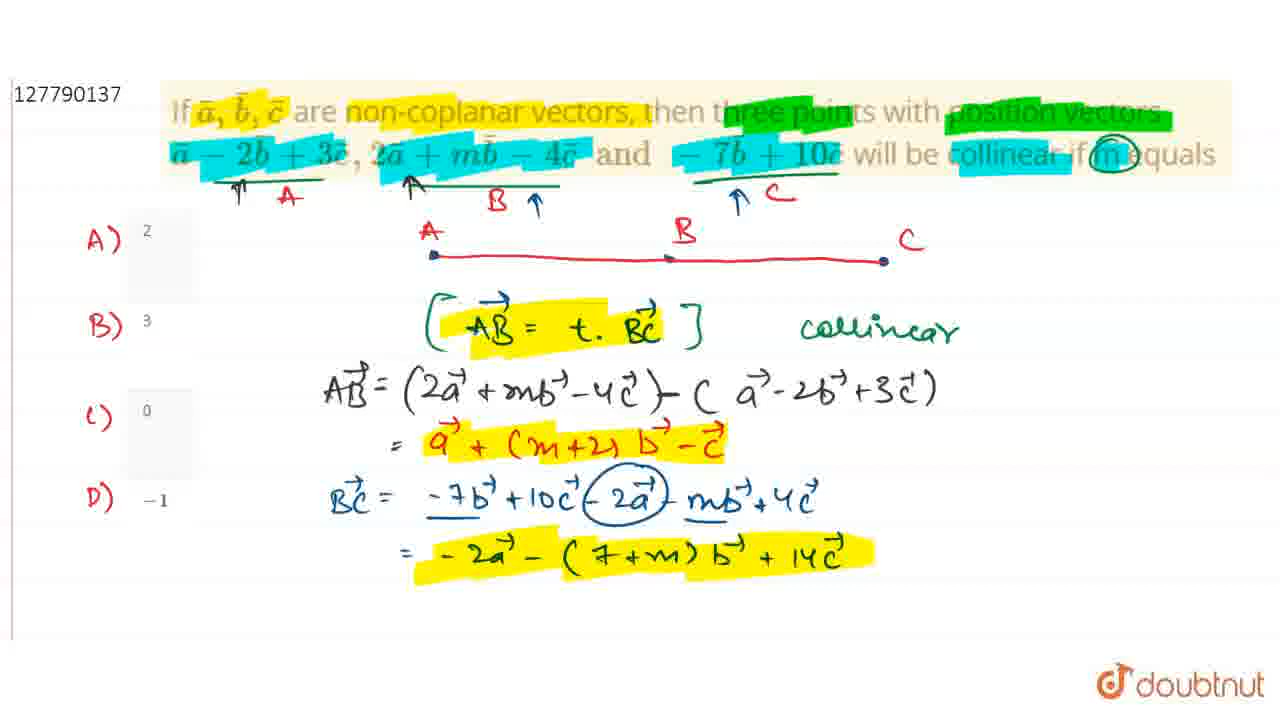 127790137
If ā, b̄, c̄ are non-coplanar vectors, then three points with position vectors
ā − 2b̄ + 3c̄, 2ā + mb̄ − 4c̄ and − 7b̄ + 10c̄ will be collinear if m equals
A B C
A) 2
A B C
B) 3
[AB⃗ = t. BC⃗] collinear
AB⃗ = (2a⃗ + mb⃗ − 4c⃗) − ( a⃗ − 2b⃗ + 3c⃗)
C) 0
= a⃗ + (m+2) b⃗ − c⃗
D) −1
BC⃗ = −7b⃗ + 10c⃗ − 2a⃗ − mb⃗ + 4c⃗
= − 2a⃗ − (7+m) b⃗ + 14c⃗
doubtnut